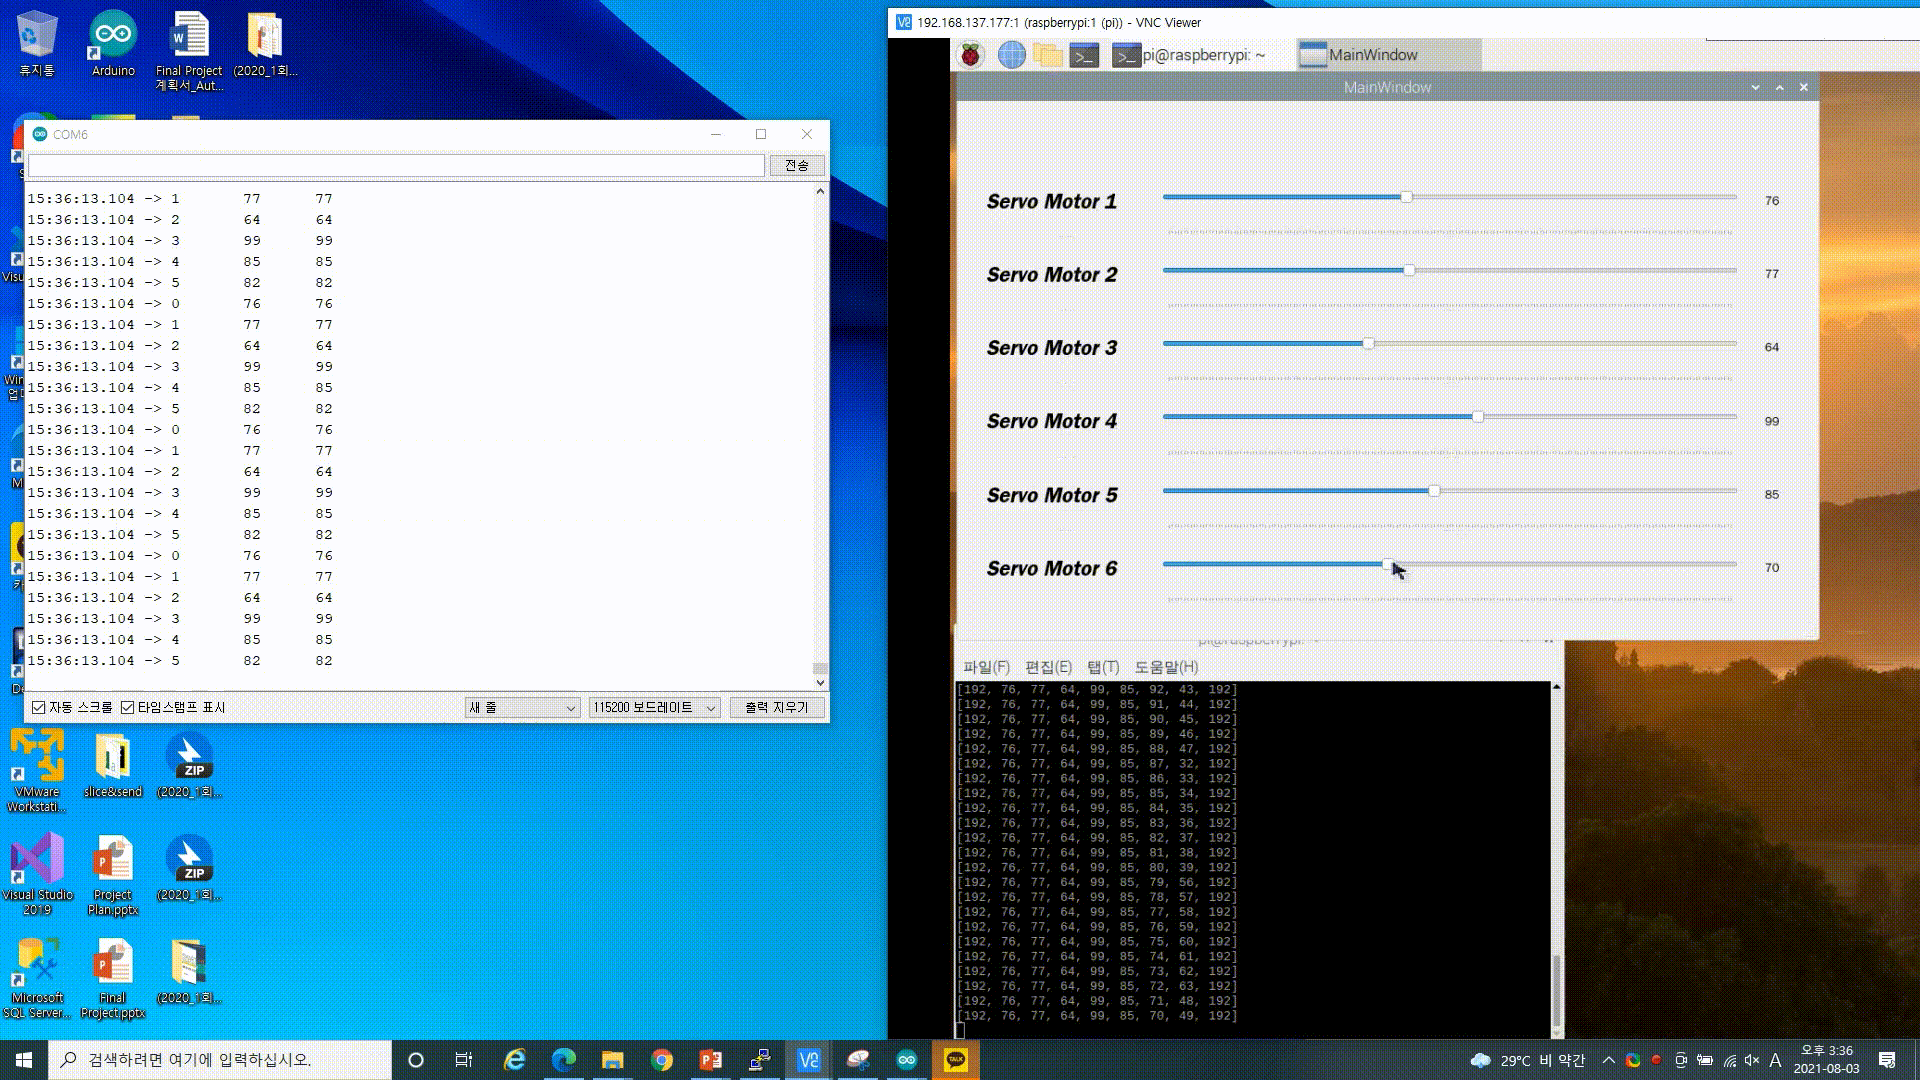 휴지통
Arduino
Final Project
계획서_Aut...
(2020_1회...
COM6
전송
15:36:13.104 -> 1 77 77
15:36:13.104 -> 2 64 64
15:36:13.104 -> 3 99 99
15:36:13.104 -> 4 85 85
15:36:13.104 -> 5 82 82
15:36:13.104 -> 0 76 76
15:36:13.104 -> 1 77 77
15:36:13.104 -> 2 64 64
15:36:13.104 -> 3 99 99
15:36:13.104 -> 4 85 85
15:36:13.104 -> 5 82 82
15:36:13.104 -> 0 76 76
15:36:13.104 -> 1 77 77
15:36:13.104 -> 2 64 64
15:36:13.104 -> 3 99 99
15:36:13.104 -> 4 85 85
15:36:13.104 -> 5 82 82
15:36:13.104 -> 0 76 76
15:36:13.104 -> 1 77 77
15:36:13.104 -> 2 64 64
15:36:13.104 -> 3 99 99
15:36:13.104 -> 4 85 85
15:36:13.104 -> 5 82 82
자동 스크롤 타임스탬프 표시
새 줄
115200 보드레이트
출력 지우기
VMware
Workstati...
slice&send
ZIP
(2020_1회...
Visual Studio
2019
Project
Plan.pptx
ZIP
(2020_1회...
Microsoft
SQL Server...
Final
Project.pptx
(2020_1회...
192.168.137.177:1 (raspberrypi:1 (pi)) - VNC Viewer
pi@raspberrypi: ~
MainWindow
MainWindow
Servo Motor 1 76
Servo Motor 2 77
Servo Motor 3 64
Servo Motor 4 99
Servo Motor 5 85
Servo Motor 6 70
파일(F) 편집(E) 탭(T) 도움말(H)
[192, 76, 77, 64, 99, 85, 92, 43, 192]
[192, 76, 77, 64, 99, 85, 91, 44, 192]
[192, 76, 77, 64, 99, 85, 90, 45, 192]
[192, 76, 77, 64, 99, 85, 89, 46, 192]
[192, 76, 77, 64, 99, 85, 88, 47, 192]
[192, 76, 77, 64, 99, 85, 87, 32, 192]
[192, 76, 77, 64, 99, 85, 86, 33, 192]
[192, 76, 77, 64, 99, 85, 85, 34, 192]
[192, 76, 77, 64, 99, 85, 84, 35, 192]
[192, 76, 77, 64, 99, 85, 83, 36, 192]
[192, 76, 77, 64, 99, 85, 82, 37, 192]
[192, 76, 77, 64, 99, 85, 81, 38, 192]
[192, 76, 77, 64, 99, 85, 80, 39, 192]
[192, 76, 77, 64, 99, 85, 79, 56, 192]
[192, 76, 77, 64, 99, 85, 78, 57, 192]
[192, 76, 77, 64, 99, 85, 77, 58, 192]
[192, 76, 77, 64, 99, 85, 76, 59, 192]
[192, 76, 77, 64, 99, 85, 75, 60, 192]
[192, 76, 77, 64, 99, 85, 74, 61, 192]
[192, 76, 77, 64, 99, 85, 73, 62, 192]
[192, 76, 77, 64, 99, 85, 72, 63, 192]
[192, 76, 77, 64, 99, 85, 71, 48, 192]
[192, 76, 77, 64, 99, 85, 70, 49, 192]
검색하려면 여기에 입력하십시오.
TALK
29°C 비 약간
A
오후 3:36
2021-08-03